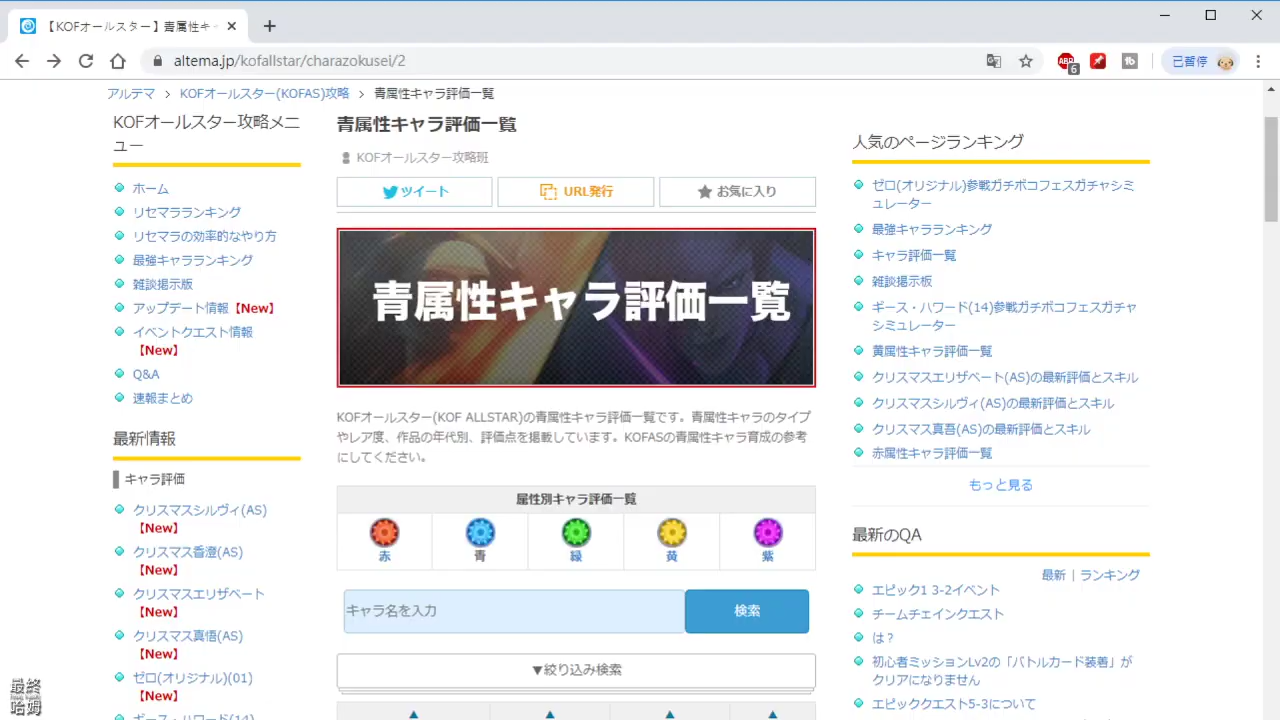 【KOFオールスター】青属性キャ
altema.jp/kofallstar/charazokusei/2
ABP
6
tb
已暫停
アルテマ > KOFオールスター(KOFAS)攻略 > 青属性キャラ評価一覧
KOFオールスター攻略メニ
ュー
ホーム
リセマラランキング
リセマラの効率的なやり方
最強キャラランキング
雑談掲示版
アップデート情報【New】
イベントクエスト情報
【New】
Q&A
速報まとめ
最新情報
キャラ評価
クリスマスシルヴィ(AS)
【New】
クリスマス香澄(AS)
【New】
クリスマスエリザベート
【New】
クリスマス真悟(AS)
【New】
ゼロ(オリジナル)(01)
【New】
ギース・ハワード(14)
青属性キャラ評価一覧
KOFオールスター攻略班
ツイート
URL発行
お気に入り
青属性キャラ評価一覧
KOFオールスター(KOF ALLSTAR)の青属性キャラ評価一覧です。青属性キャラのタイプ
やレア度、作品の年代別、評価点を掲載しています。KOFASの青属性キャラ育成の参考
にしてください。
属性別キャラ評価一覧
赤
青
緑
黄
紫
キャラ名を入力
検索
▼絞り込み検索
▲ ▲ ▲ ▲
人気のページランキング
ゼロ(オリジナル)参戦ガチボコフェスガチャシミ
ュレーター
最強キャラランキング
キャラ評価一覧
雑談掲示板
ギース・ハワード(14)参戦ガチボコフェスガチャ
シミュレーター
黄属性キャラ評価一覧
クリスマスエリザベート(AS)の最新評価とスキル
クリスマスシルヴィ(AS)の最新評価とスキル
クリスマス真吾(AS)の最新評価とスキル
赤属性キャラ評価一覧
もっと見る
最新のQA
最新 | ランキング
エピック1 3-2イベント
チームチェインクエスト
は？
初心者ミッションLv2の「バトルカード装着」が
クリアになりません
エピッククエスト5-3について
最終
哈姆